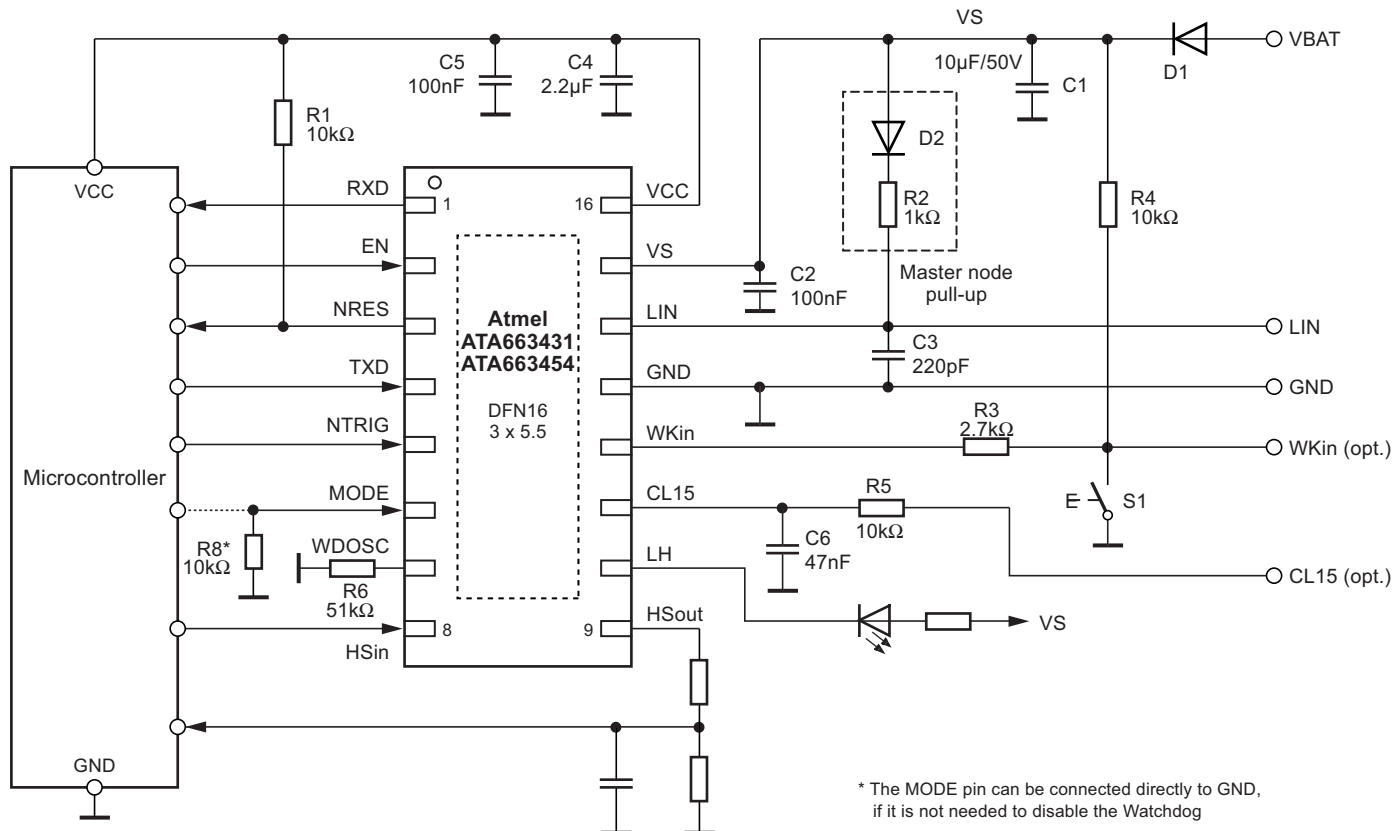 VS
VBAT
D1
C5
100nF
C4
2.2µF
10µF/50V
C1
R1
10kΩ
D2
R2
1kΩ
R4
10kΩ
Master node
pull-up
VCC
RXD
1
16
VCC
EN
VS
C2
100nF
NRES
LIN
LIN
Atmel
ATA663431
ATA663454
C3
220pF
TXD
GND
GND
DFN16
3 x 5.5
NTRIG
WKin
R3
2.7kΩ
WKin (opt.)
Microcontroller
MODE
CL15
R5
10kΩ
E
S1
R8*
10kΩ
WDOSC
R6
51kΩ
LH
C6
47nF
CL15 (opt.)
HSin
8
9
HSout
VS
GND
* The MODE pin can be connected directly to GND,
if it is not needed to disable the Watchdog